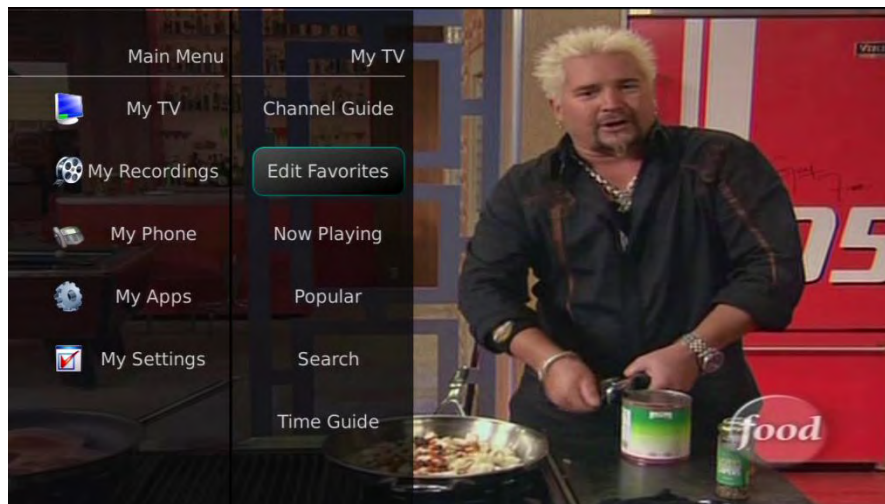 Main Menu
My TV
My Recordings
My Phone
My Apps
My Settings
My TV
Channel Guide
Edit Favorites
Now Playing
Popular
Search
Time Guide
food